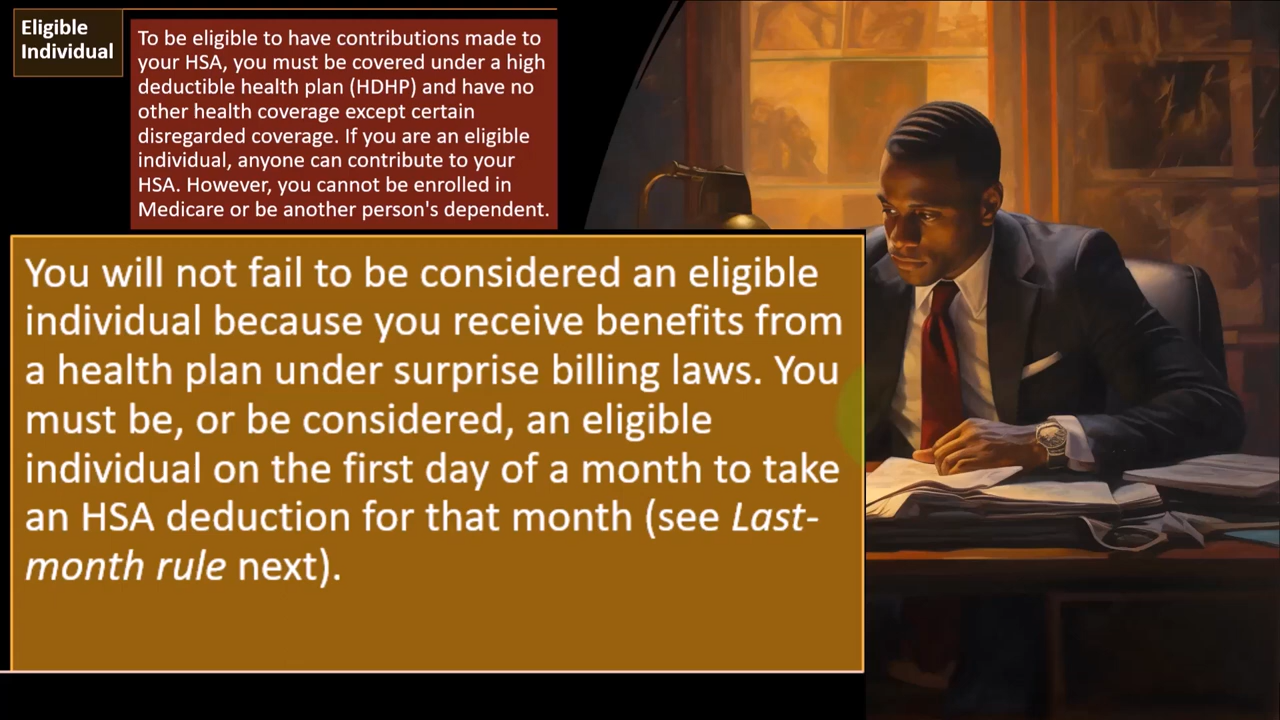 Eligible
Individual
To be eligible to have contributions made to
your HSA, you must be covered under a high
deductible health plan (HDHP) and have no
other health coverage except certain
disregarded coverage. If you are an eligible
individual, anyone can contribute to your
HSA. However, you cannot be enrolled in
Medicare or be another person's dependent.
You will not fail to be considered an eligible
individual because you receive benefits from
a health plan under surprise billing laws. You
must be, or be considered, an eligible
individual on the first day of a month to take
an HSA deduction for that month (see Last-
month rule next).